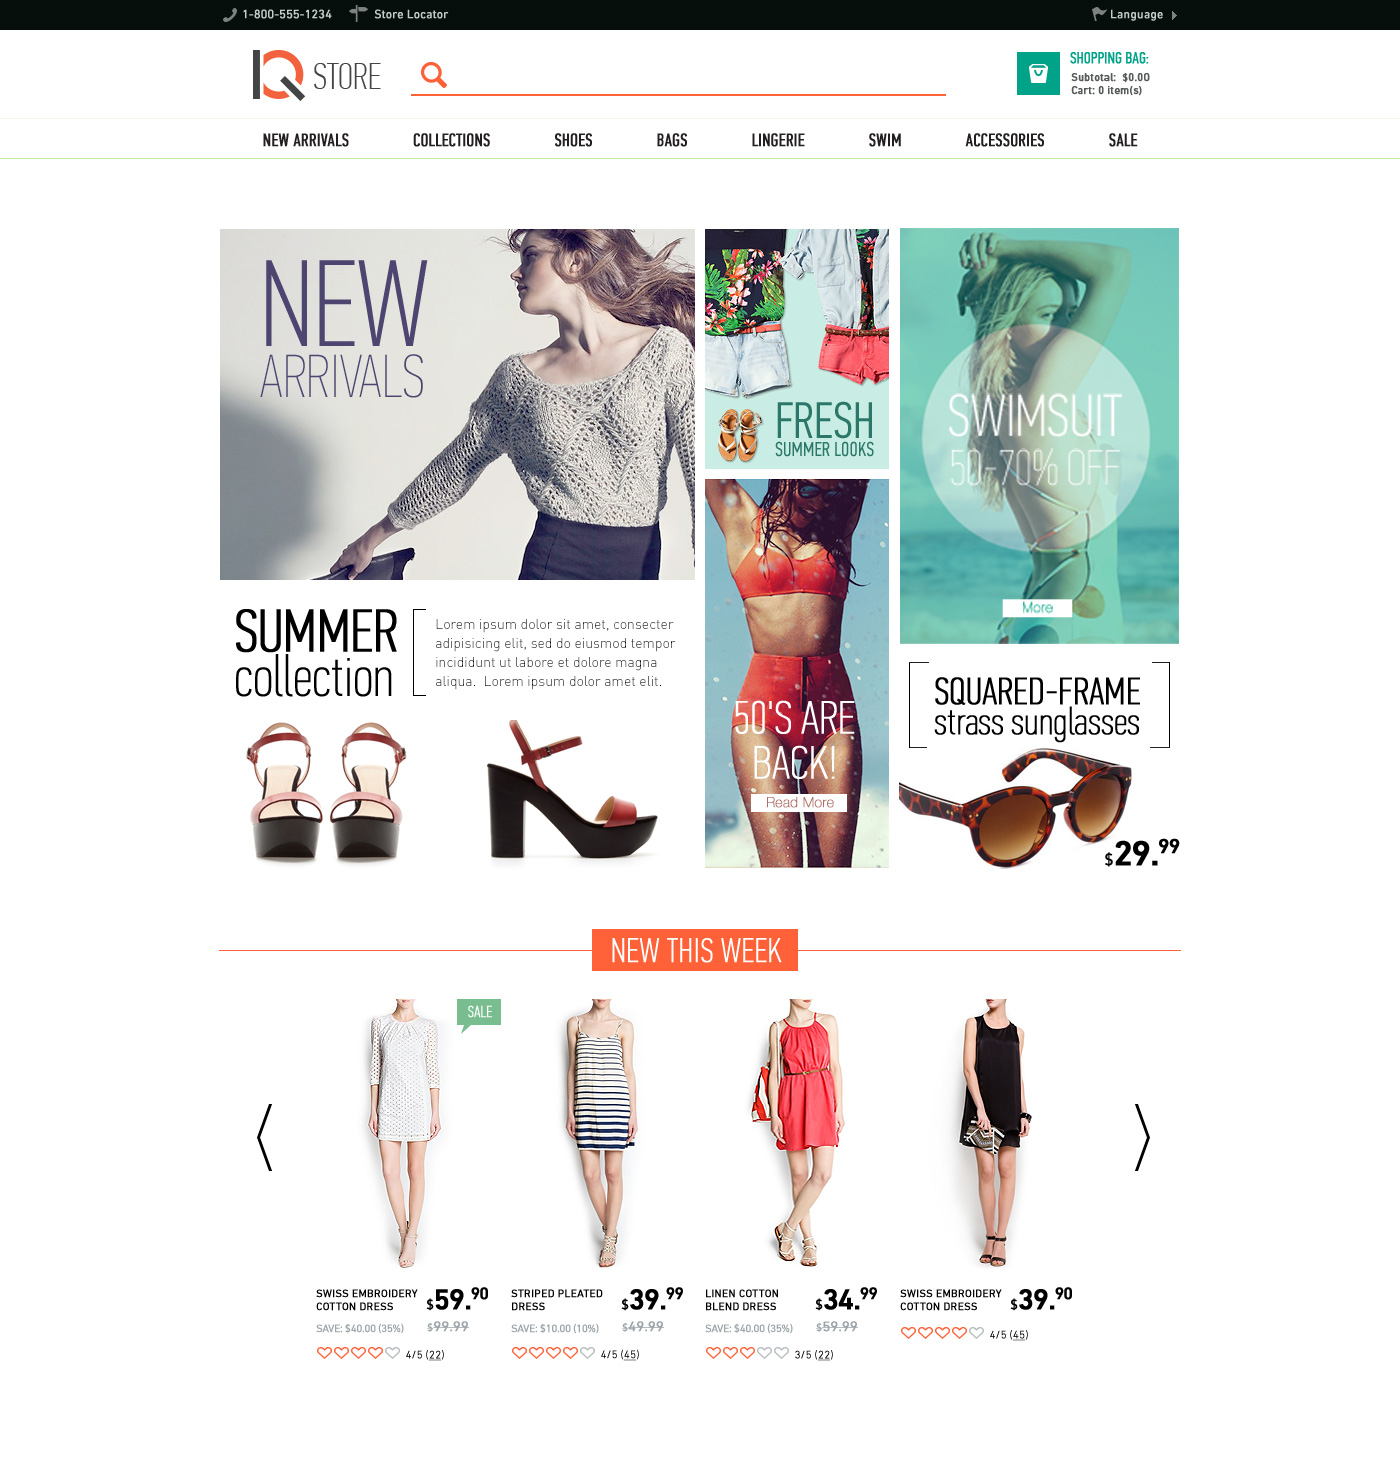 1-800-555-1234
Store Locator
Language
IQ STORE
SHOPPING BAG:
Subtotal: $0.00
Cart: 0 item(s)
NEW ARRIVALS
COLLECTIONS
SHOES
BAGS
LINGERIE
SWIM
ACCESSORIES
SALE
NEW
ARRIVALS
FRESH
SUMMER LOOKS
SWIMSUIT
50-70% OFF
More
SUMMER
collection
Lorem ipsum dolor sit amet, consecter
adipisicing elit, sed do eiusmod tempor
incididunt ut labore et dolore magna
aliqua. Lorem ipsum dolor amet elit.
50'S ARE
BACK!
Read More
SQUARED-FRAME
strass sunglasses
$29.99
NEW THIS WEEK
SALE
SWISS EMBROIDERY
COTTON DRESS
$59.90
SAVE: $40.00 (35%)
$99.99
4/5 (22)
STRIPED PLEATED
DRESS
$39.99
SAVE: $10.00 (10%)
$49.99
4/5 (45)
LINEN COTTON
BLEND DRESS
$34.99
SAVE: $40.00 (35%)
$59.99
3/5 (22)
SWISS EMBROIDERY
COTTON DRESS
$39.90
4/5 (45)